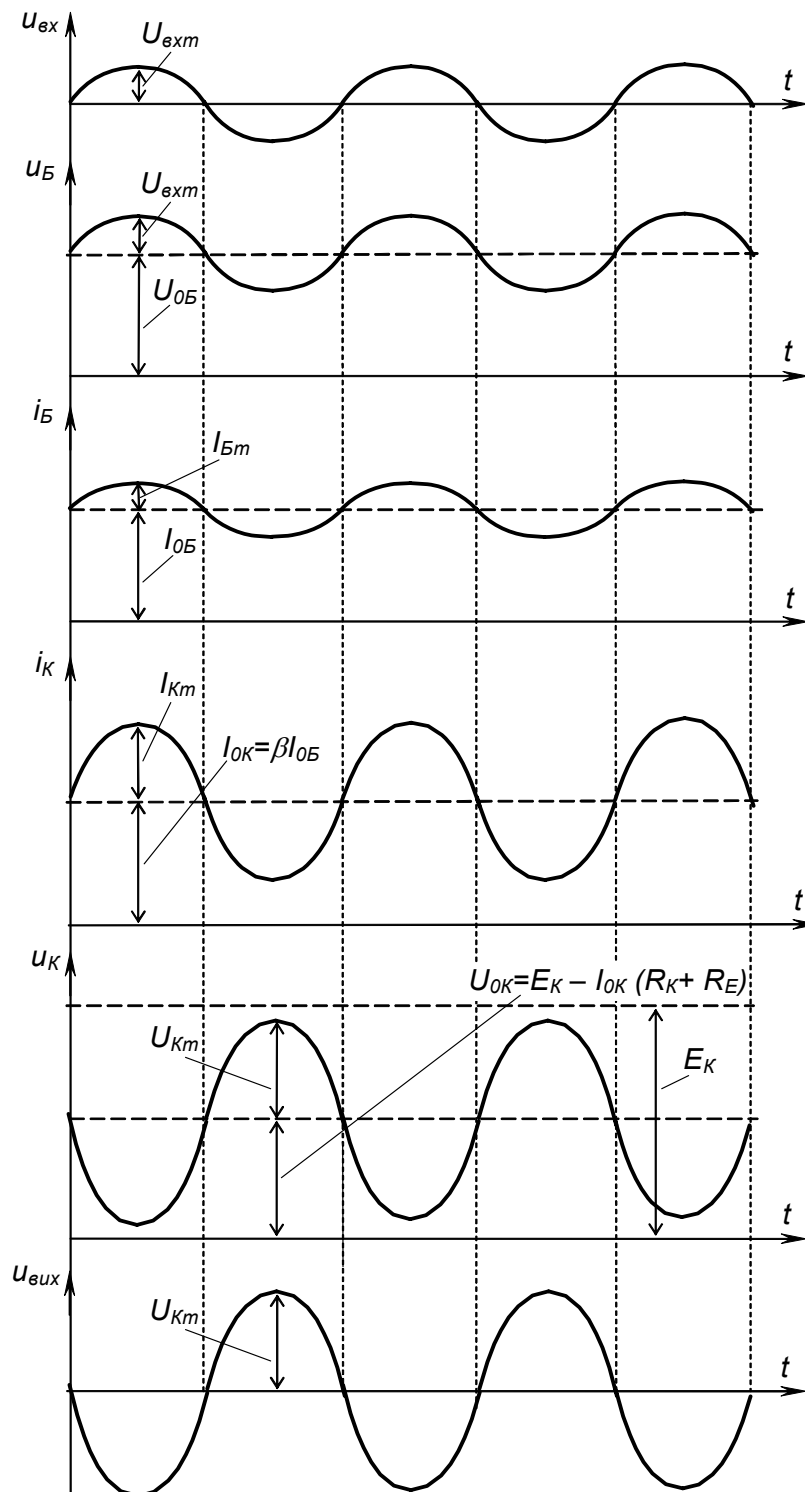 uвх
Uвхm
t
uБ
Uвхm
U0Б
t
iБ
IБm
I0Б
t
iК
IКm
I0К=βI0Б
t
uК
U0К=EК – I0К (RК+ RЕ)
UКm
EК
t
uвих
UКm
t